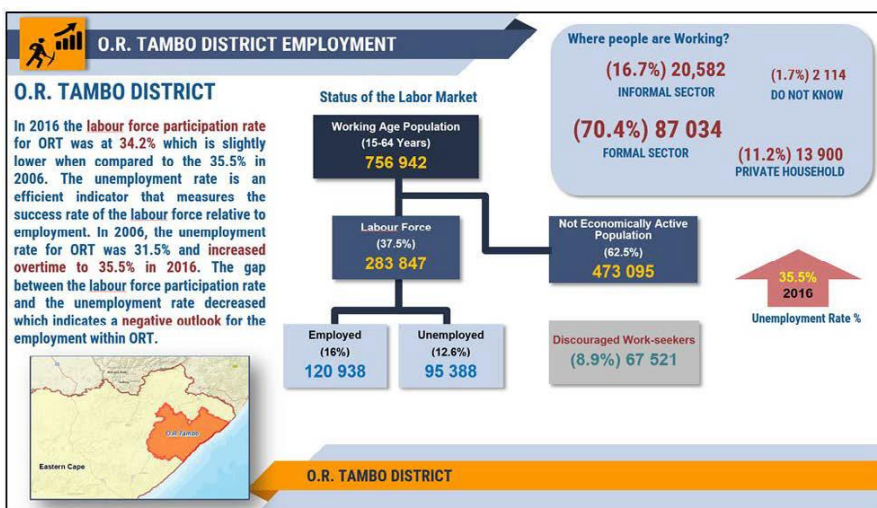 O.R. TAMBO DISTRICT EMPLOYMENT
O.R. TAMBO DISTRICT
In 2016 the labour force participation rate
for ORT was at 34.2% which is slightly
lower when compared to the 35.5% in
2006. The unemployment rate is an
efficient indicator that measures the
success rate of the labour force relative to
employment. In 2006, the unemployment
rate for ORT was 31.5% and increased
overtime to 35.5% in 2016. The gap
between the labour force participation rate
and the unemployment rate decreased
which indicates a negative outlook for the
employment within ORT.
O.R. Tambo
Eastern Cape
Status of the Labor Market
Working Age Population
(15-64 Years)
756 942
Labour Force
(37.5%)
283 847
Not Economically Active
Population
(62.5%)
473 095
Employed
(16%)
120 938
Unemployed
(12.6%)
95 388
Discouraged Work-seekers
(8.9%) 67 521
Where people are Working?
(16.7%) 20,582
INFORMAL SECTOR
(1.7%) 2 114
DO NOT KNOW
(70.4%) 87 034
FORMAL SECTOR
(11.2%) 13 900
PRIVATE HOUSEHOLD
35.5%
2016
Unemployment Rate %
O.R. TAMBO DISTRICT